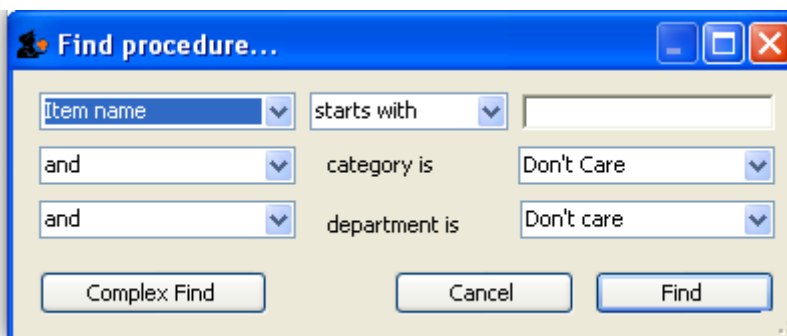 Find procedure...
Item name starts with
and category is Don't Care
and department is Don't care
Complex Find Cancel Find